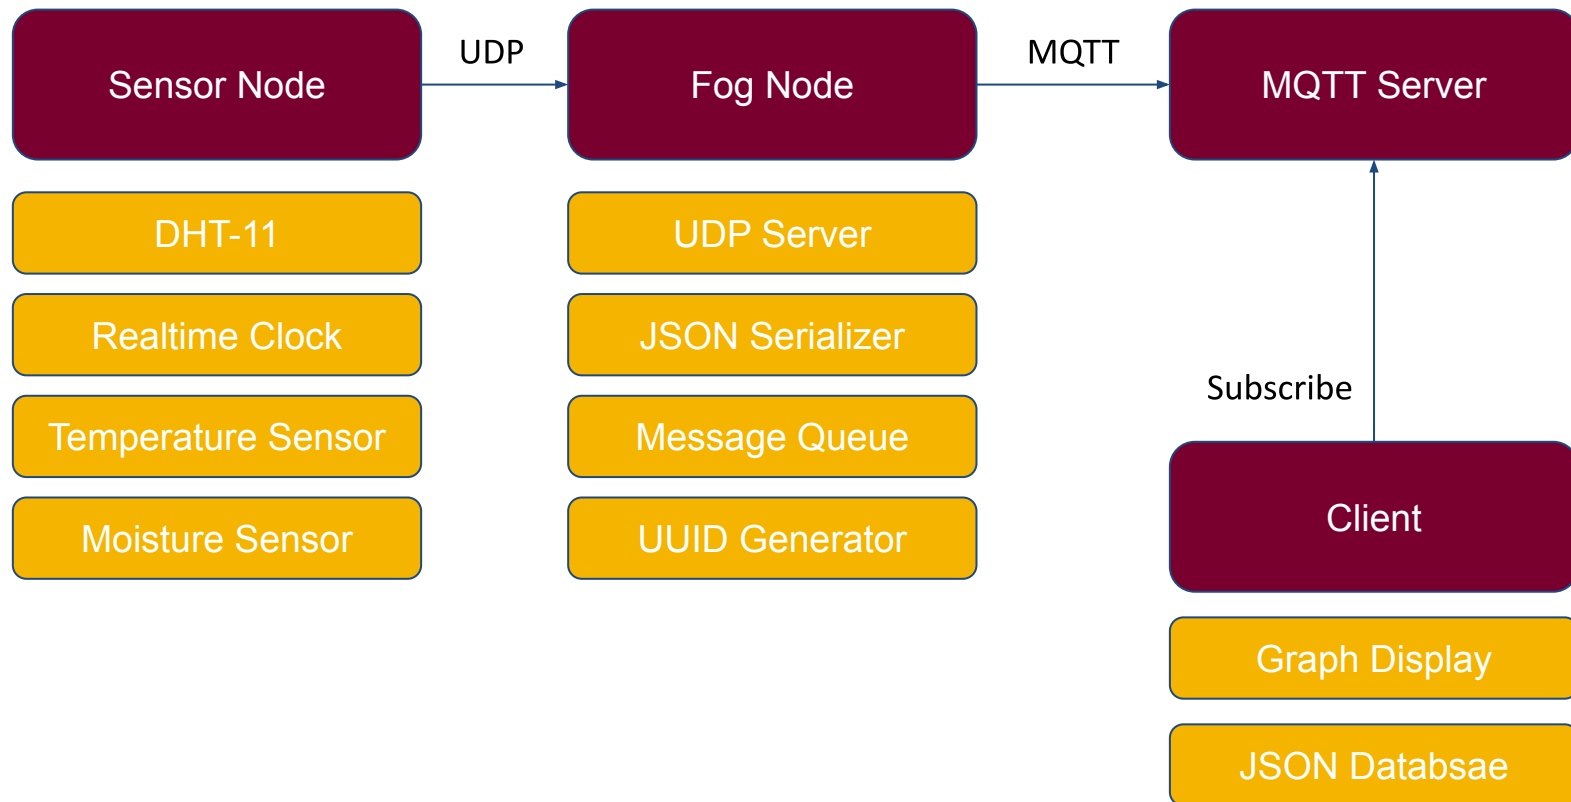 Sensor Node
UDP
Fog Node
MQTT
MQTT Server
DHT-11
Realtime Clock
Temperature Sensor
Moisture Sensor
UDP Server
JSON Serializer
Message Queue
UUID Generator
Subscribe
Client
Graph Display
JSON Databsae